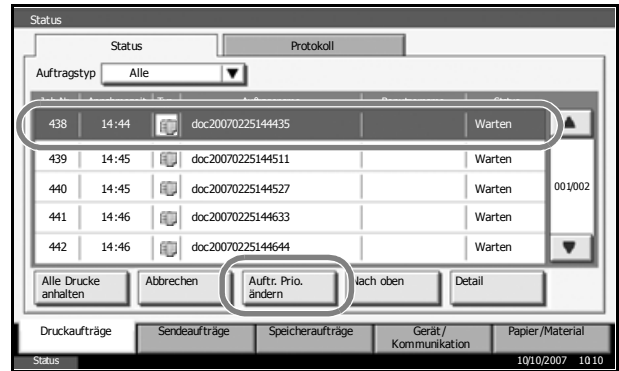 Status
Status Protokoll
Auftragstyp Alle
438 14:44 doc20070225144435 Warten
439 14:45 doc20070225144511 Warten
440 14:45 doc20070225144527 Warten
001/002
441 14:46 doc20070225144633 Warten
442 14:46 doc20070225144644 Warten
Alle Drucke anhalten
Abbrechen
Auftr. Prio. ändern
Nach oben
Detail
Druckaufträge
Sendeaufträge
Speicheraufträge
Gerät/
Kommunikation
Papier/Material
Status 10/10/2007 10:10